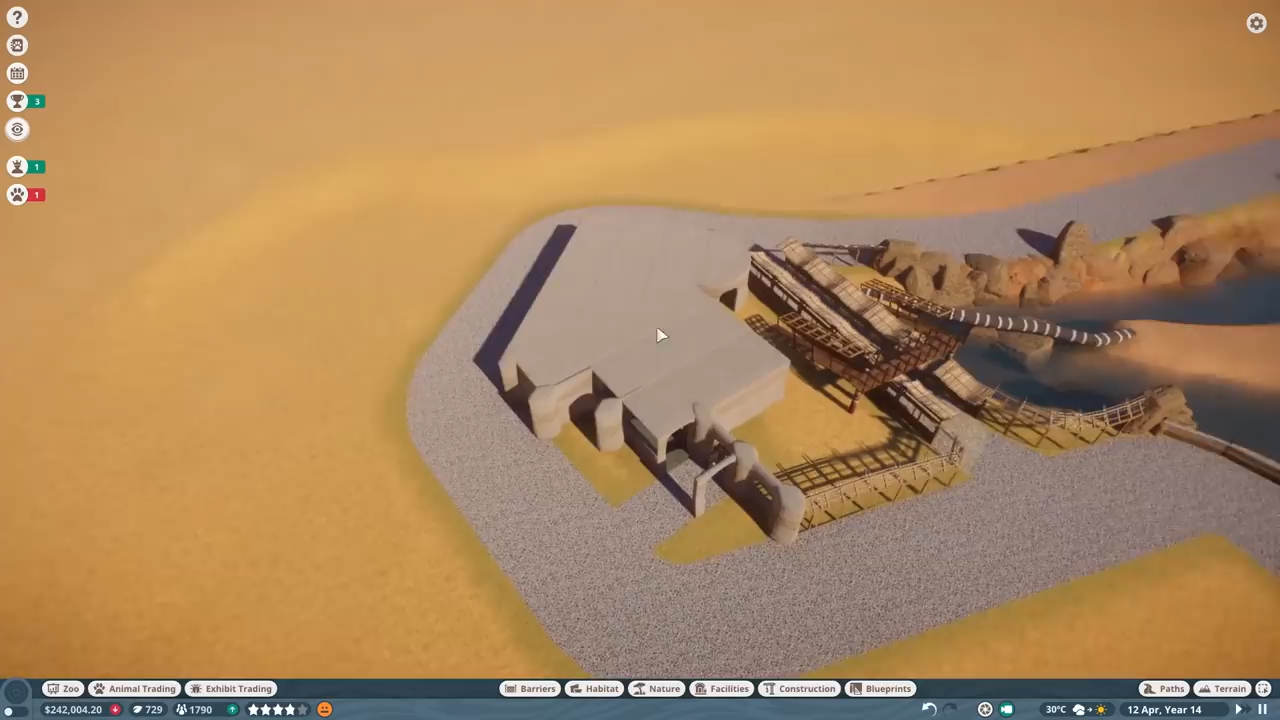 ?
3
1
1
Zoo Animal Trading Exhibit Trading Barriers Habitat Nature Facilities Construction Blueprints Paths Terrain
$242,004.20 729 1790 30°C 12 Apr, Year 14